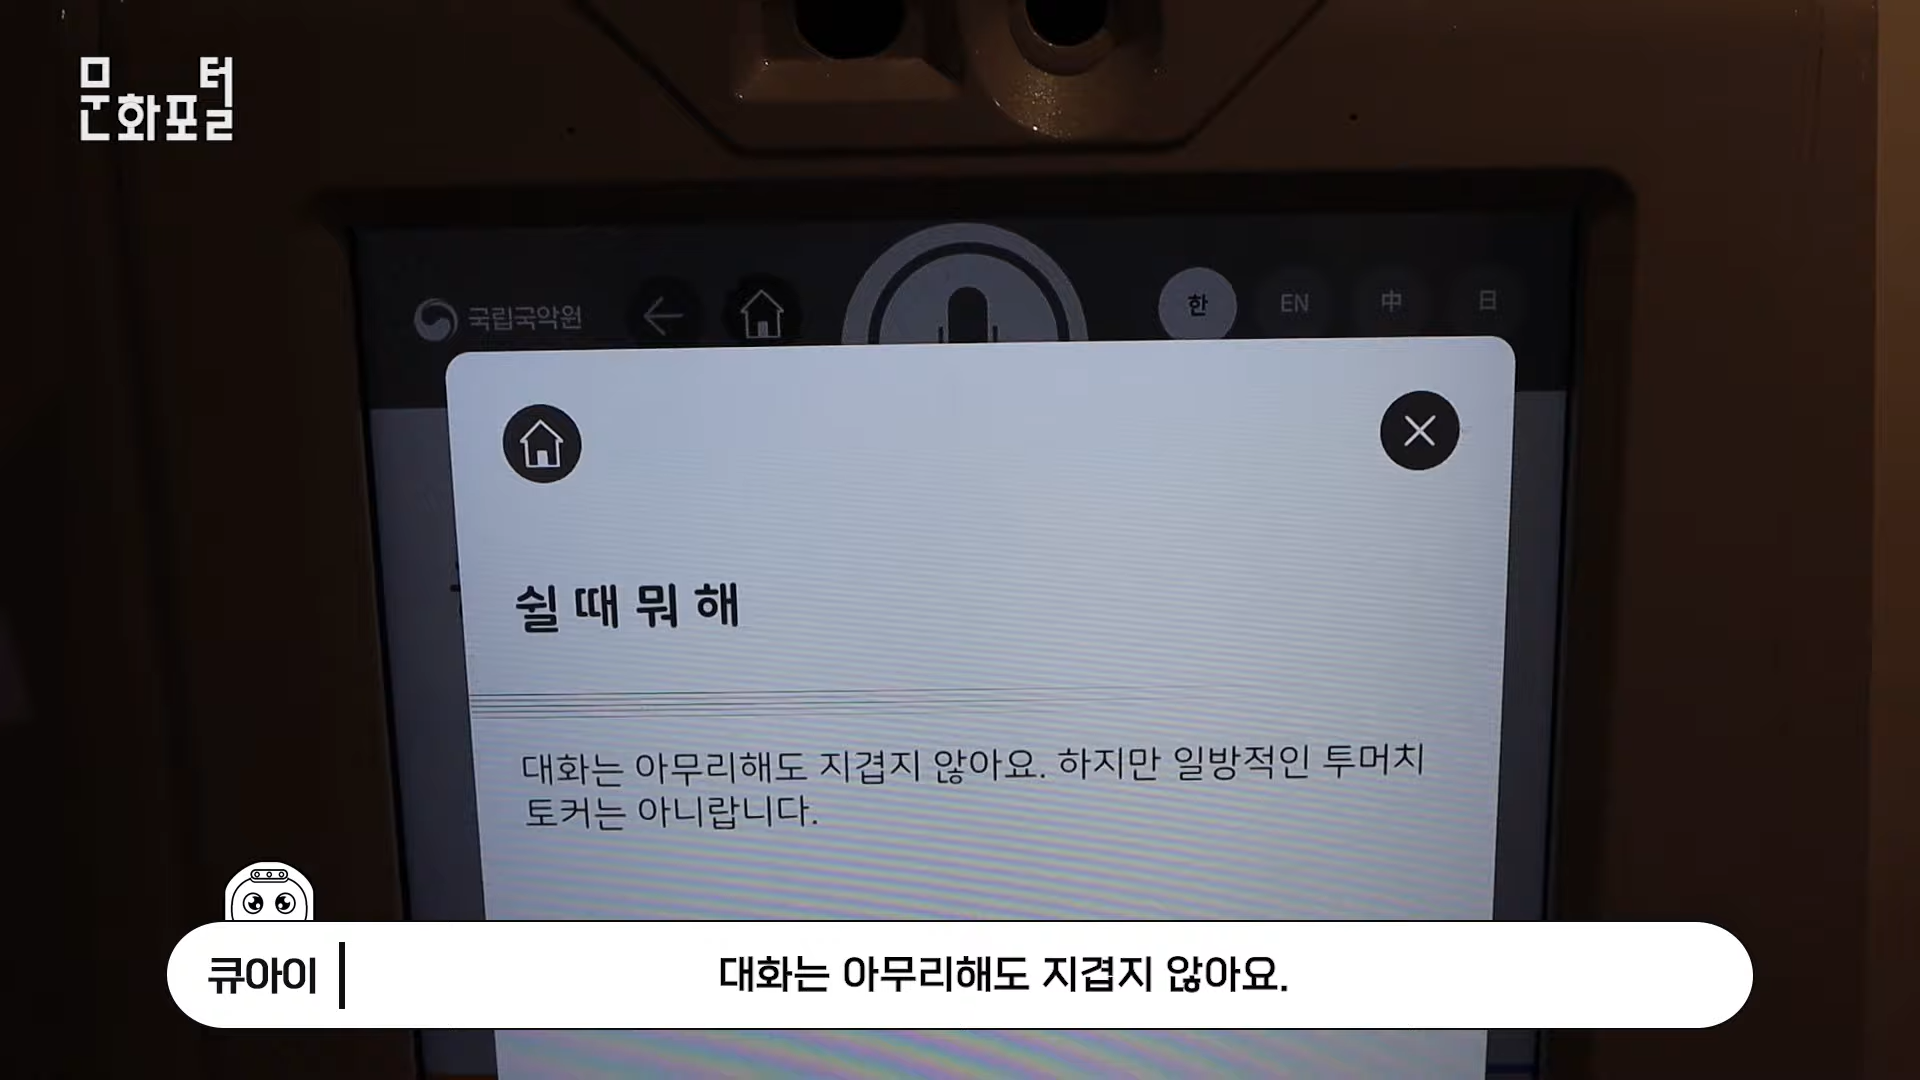 문화포털
국립국악원
한 EN 中 日
쉴 때 뭐 해
대화는 아무리해도 지겹지 않아요. 하지만 일방적인 투머치
토커는 아니랍니다.
큐아이
대화는 아무리해도 지겹지 않아요.